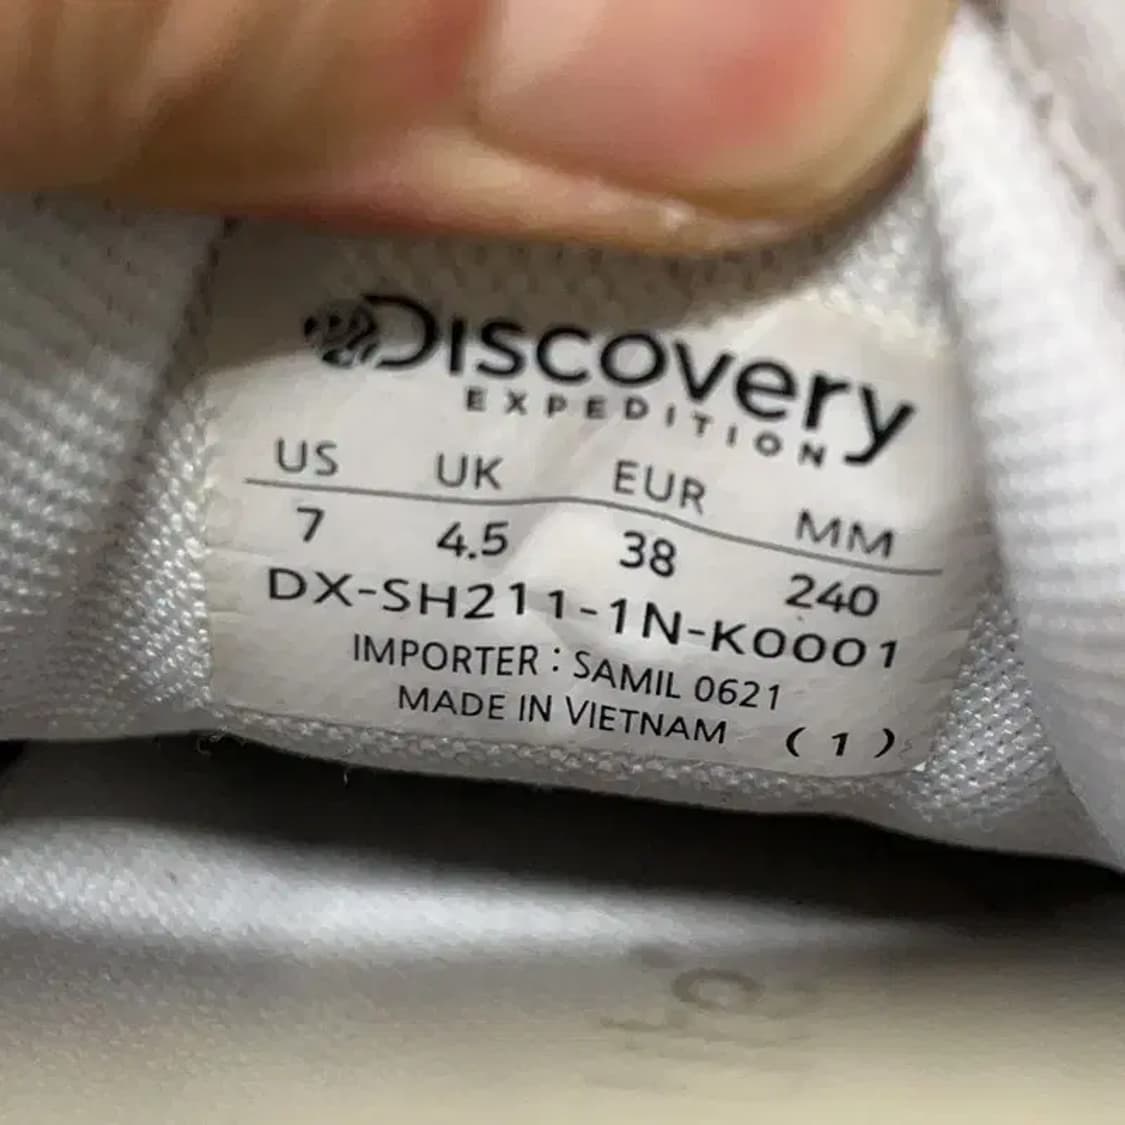 Discovery
EXPEDITION
US UK EUR MM
7 4.5 38 240
DX-SH211-1N-K0001
IMPORTER : SAMIL 0621
MADE IN VIETNAM ( 1 )